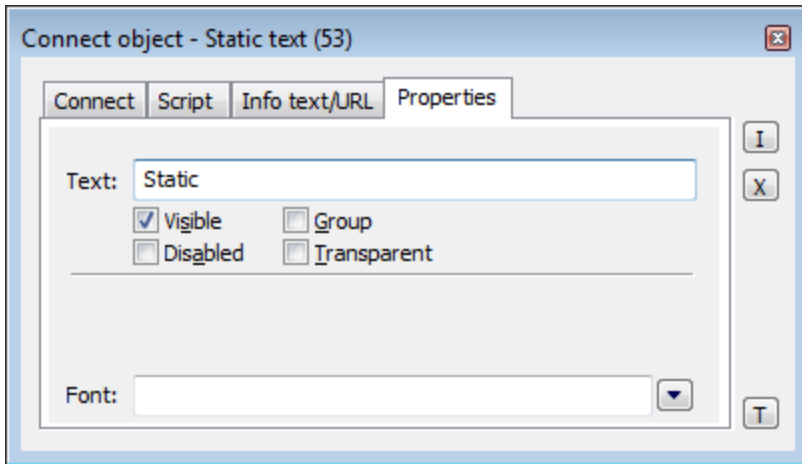 Connect object - Static text (53)
Connect Script Info text/URL Properties
I
Text: Static
X
Visible Group
Disabled Transparent
Font:
T